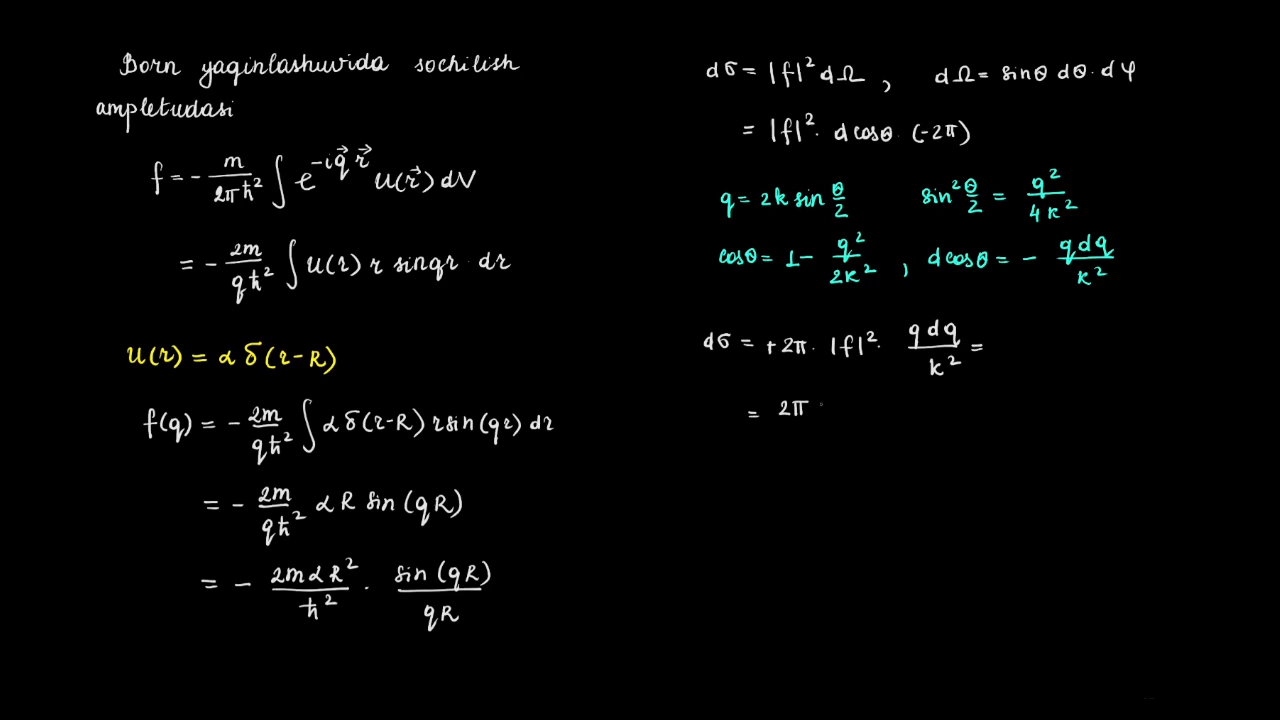 Born yaqinlashuvida sochilish
ampletudasi
f = - m/(2πħ²) ∫ e^(-iq⃗r⃗) U(r⃗) dV
= - 2m/(qħ²) ∫ U(r) r sinqr · dr
U(r) = α δ(r-R)
f(q) = - 2m/(qħ²) ∫ α δ(r-R) r sin(qr) dr
= - 2m/(qħ²) α R sin (qR)
= - 2mαR²/ħ² · sin (qR)/qR
dσ = |f|² dΩ, dΩ = sinθ dθ · dφ
= |f|² · dcosθ · (-2π)
q = 2k sin θ/2 sin² θ/2 = q²/4k²
cosθ = 1 - q²/2k², dcosθ = - qdq/k²
dσ = +2π · |f|² · qdq/k² =
= 2π ·